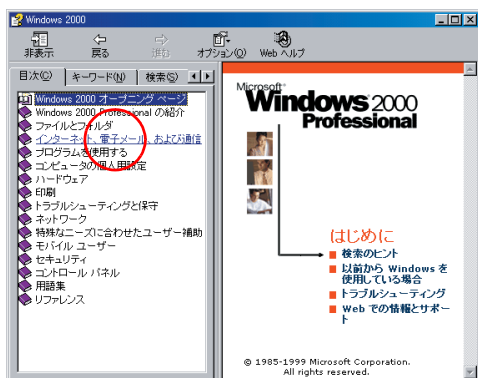 Windows 2000
非表示
戻る
進む
オプション(O)
Web ヘルプ
目次(C)
キーワード(N)
検索(S)
Windows 2000 オープニング ページ
Windows 2000 Professional の紹介
ファイルとフォルダ
インターネット、電子メール、および通信
プログラムを使用する
コンピュータの個人用設定
ハードウェア
印刷
トラブルシューティングと保守
ネットワーク
特殊なニーズに合わせたユーザー補助
モバイル ユーザー
セキュリティ
コントロール パネル
用語集
リファレンス
Microsoft
Windows 2000
Professional
はじめに
検索のヒント
以前から Windows を
使用している場合
トラブルシューティング
Web での情報とサポー
ト
© 1985-1999 Microsoft Corporation.
All rights reserved.